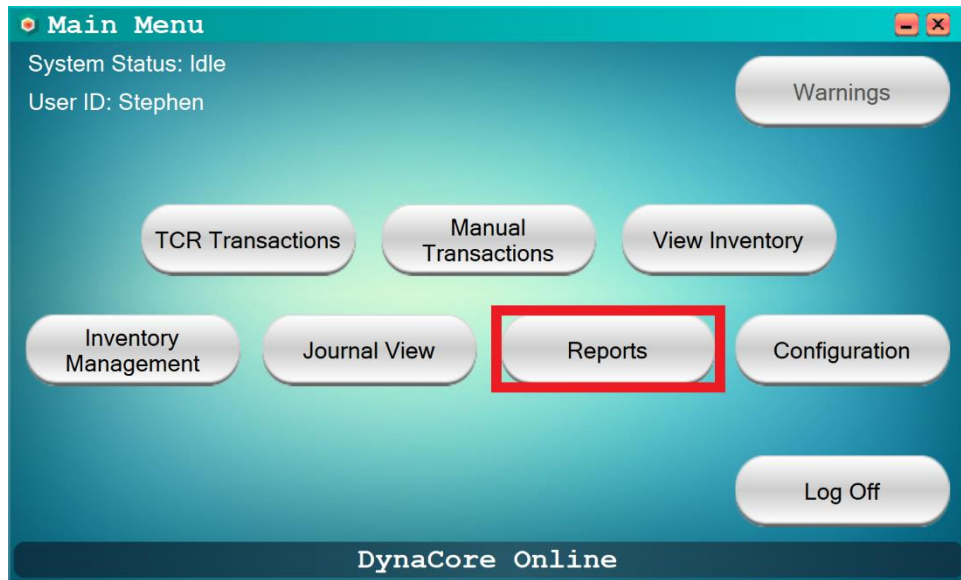 Main Menu
System Status: Idle
User ID: Stephen
Warnings
TCR Transactions
Manual
Transactions
View Inventory
Inventory
Management
Journal View
Reports
Configuration
Log Off
DynaCore Online